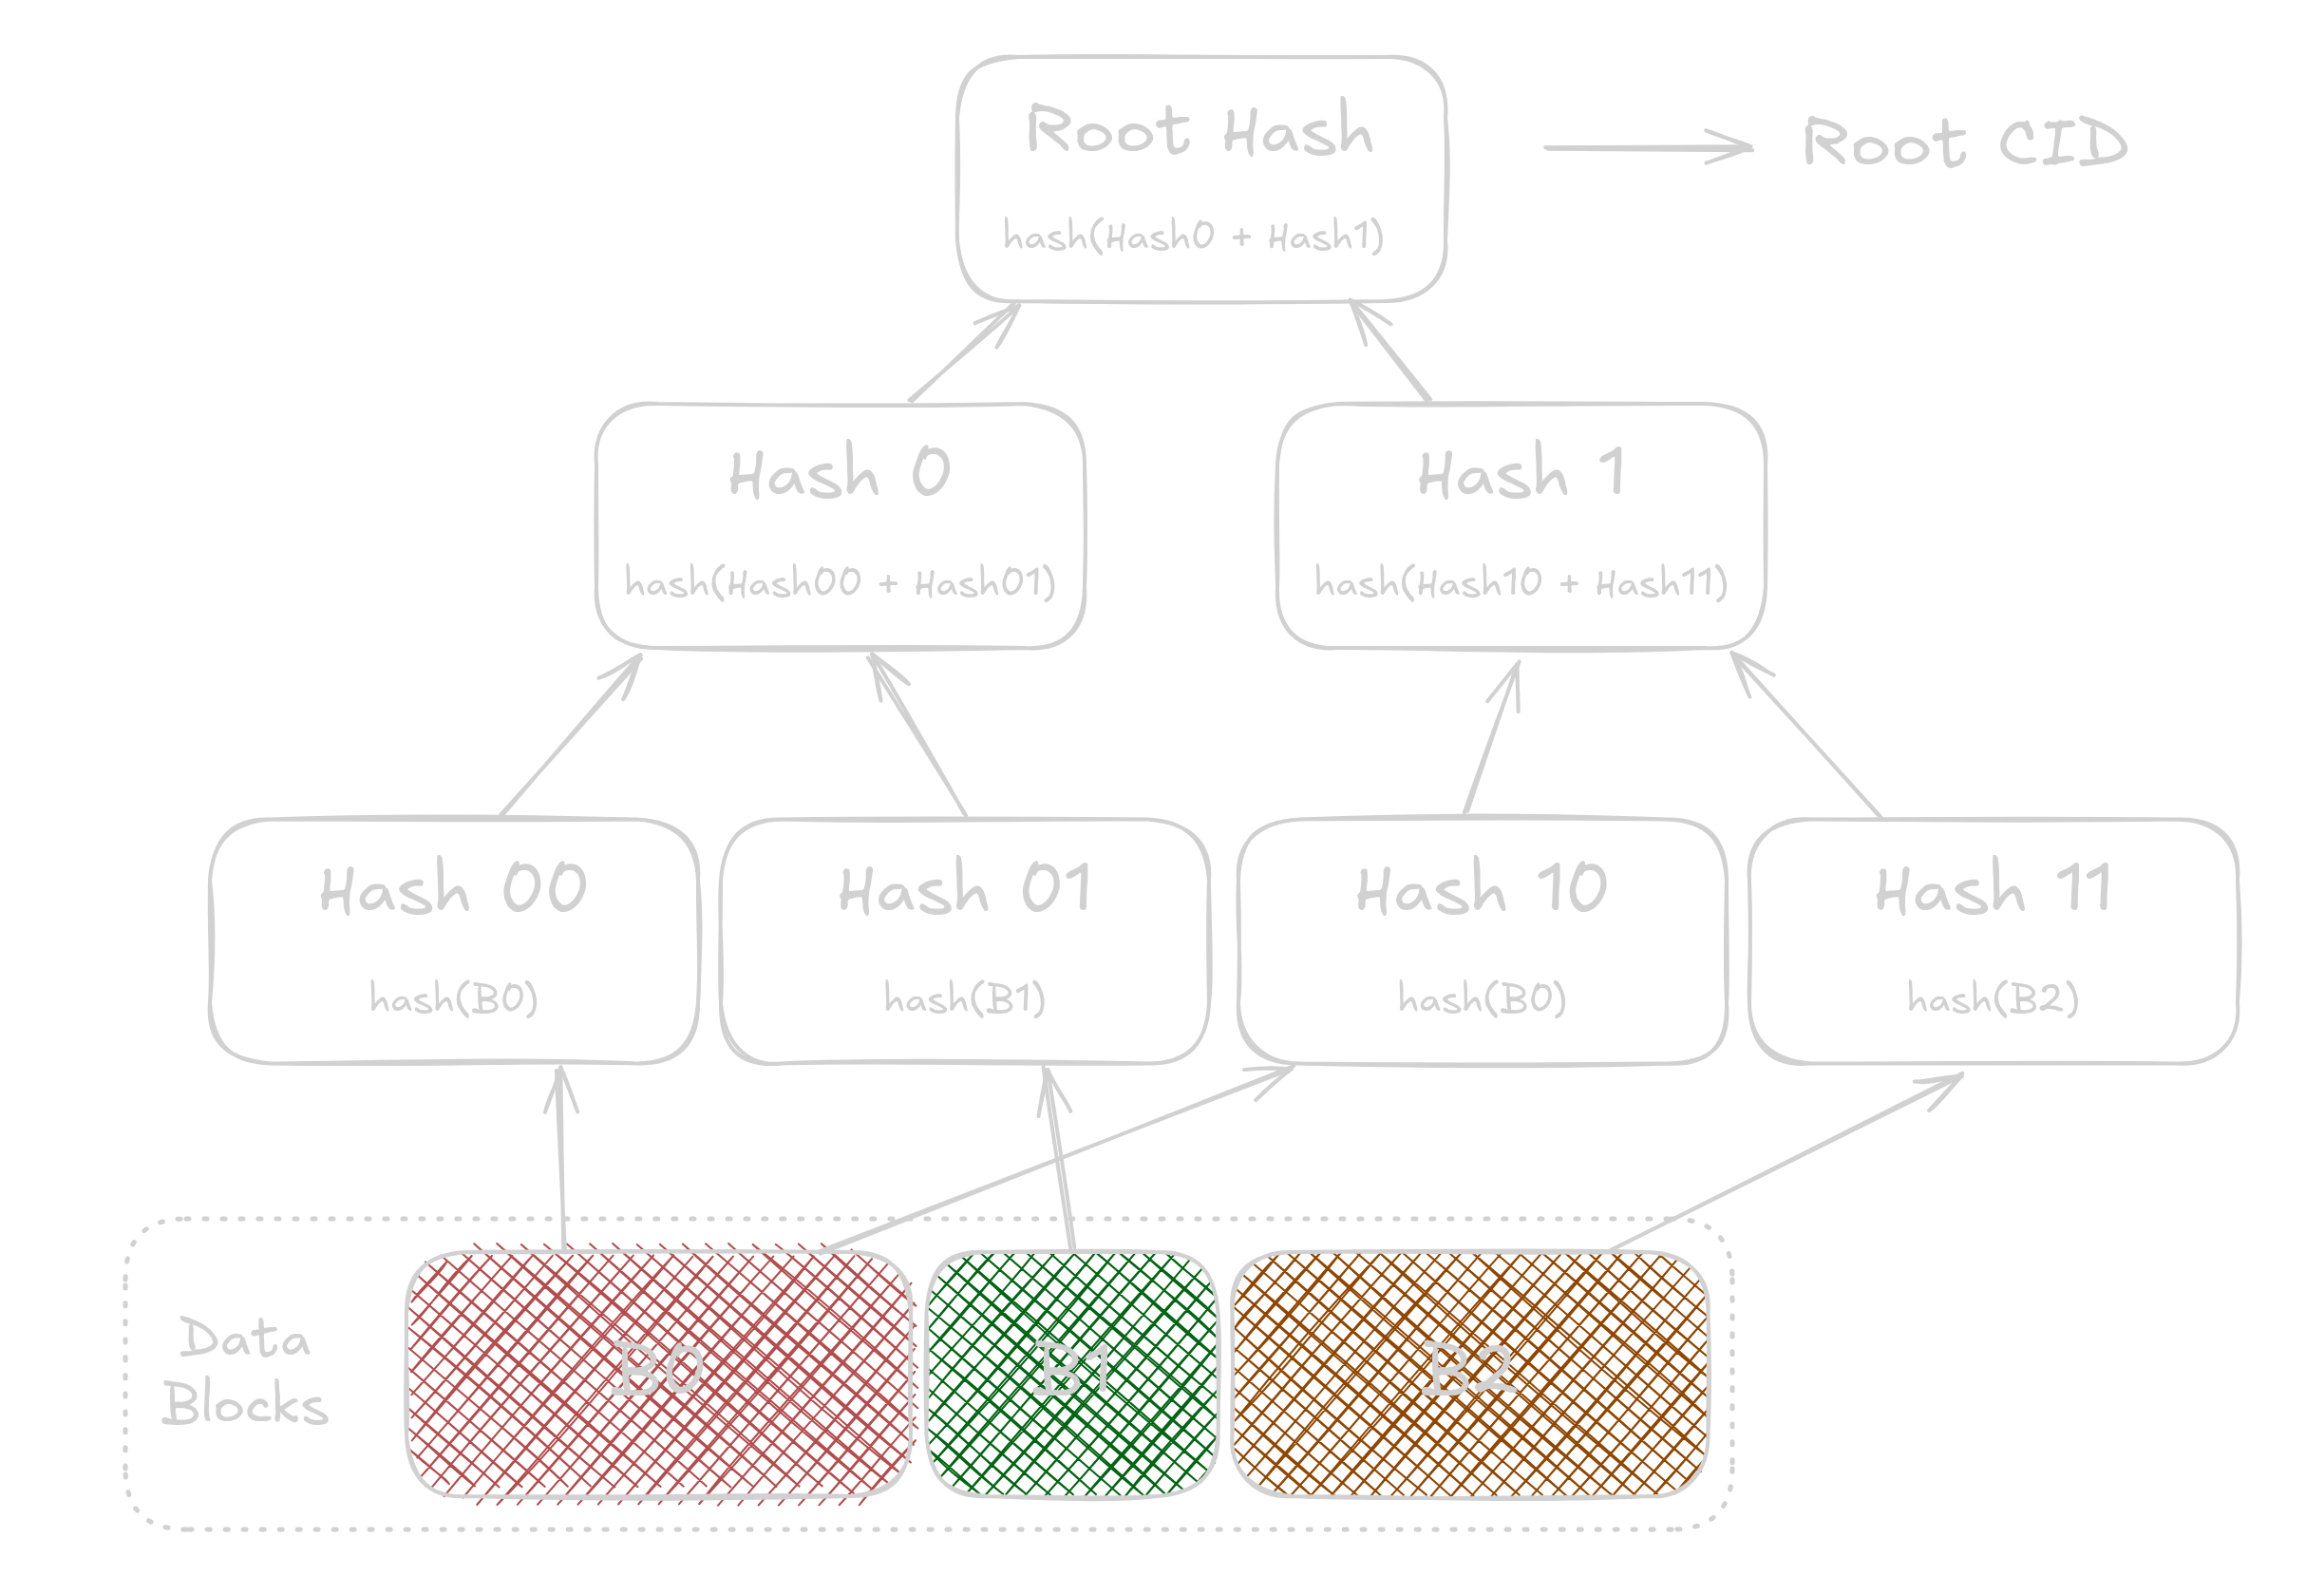 Root Hash
hash(Hash0 + Hash1)
Root CID
Hash 0
hash(Hash00 + Hash01)
Hash 1
hash(Hash10 + Hash11)
Hash 00
hash(B0)
Hash 01
hash(B1)
Hash 10
hash(B0)
Hash 11
hash(B2)
Data
Blocks
B0
B1
B2